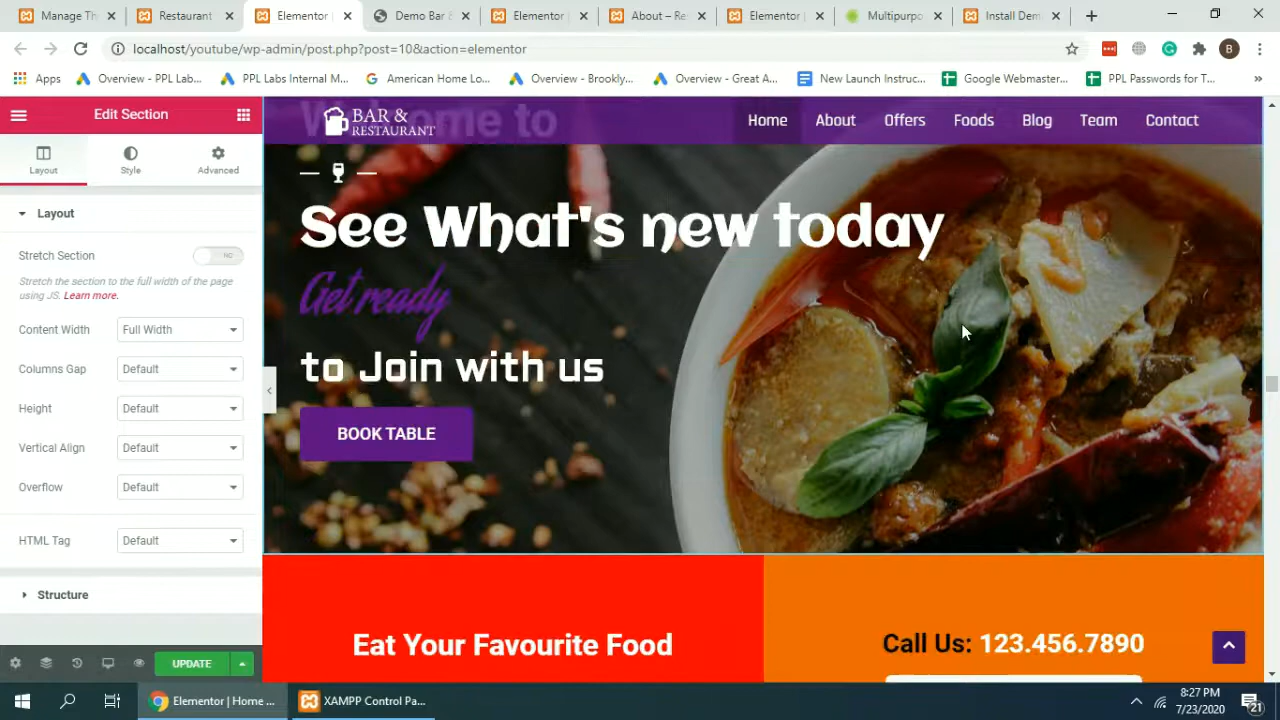 Manage Th
Restaurant
Elementor
Demo Bar
Elementor
About – Re
Elementor
Multipurpo
Install Dem
localhost/youtube/wp-admin/post.php?post=10&action=elementor
B
Apps
Overview - PPL Lab...
PPL Labs Internal M...
American Home Lo...
Overview - Brookly...
Overview - Great A...
New Launch Instruc...
Google Webmaster...
PPL Passwords for T...
»
Edit Section
Layout
Style
Advanced
Layout
Stretch Section
NO
Stretch the section to the full width of the page
using JS. Learn more.
Content Width
Full Width
Columns Gap
Default
Height
Default
Vertical Align
Default
Overflow
Default
HTML Tag
Default
Structure
UPDATE
Welcome to
BAR &
RESTAURANT
Home
About
Offers
Foods
Blog
Team
Contact
See What's new today
Get ready
to Join with us
BOOK TABLE
Eat Your Favourite Food
Call Us: 123.456.7890
Elementor | Home ...
XAMPP Control Pa...
8:27 PM
7/23/2020
21